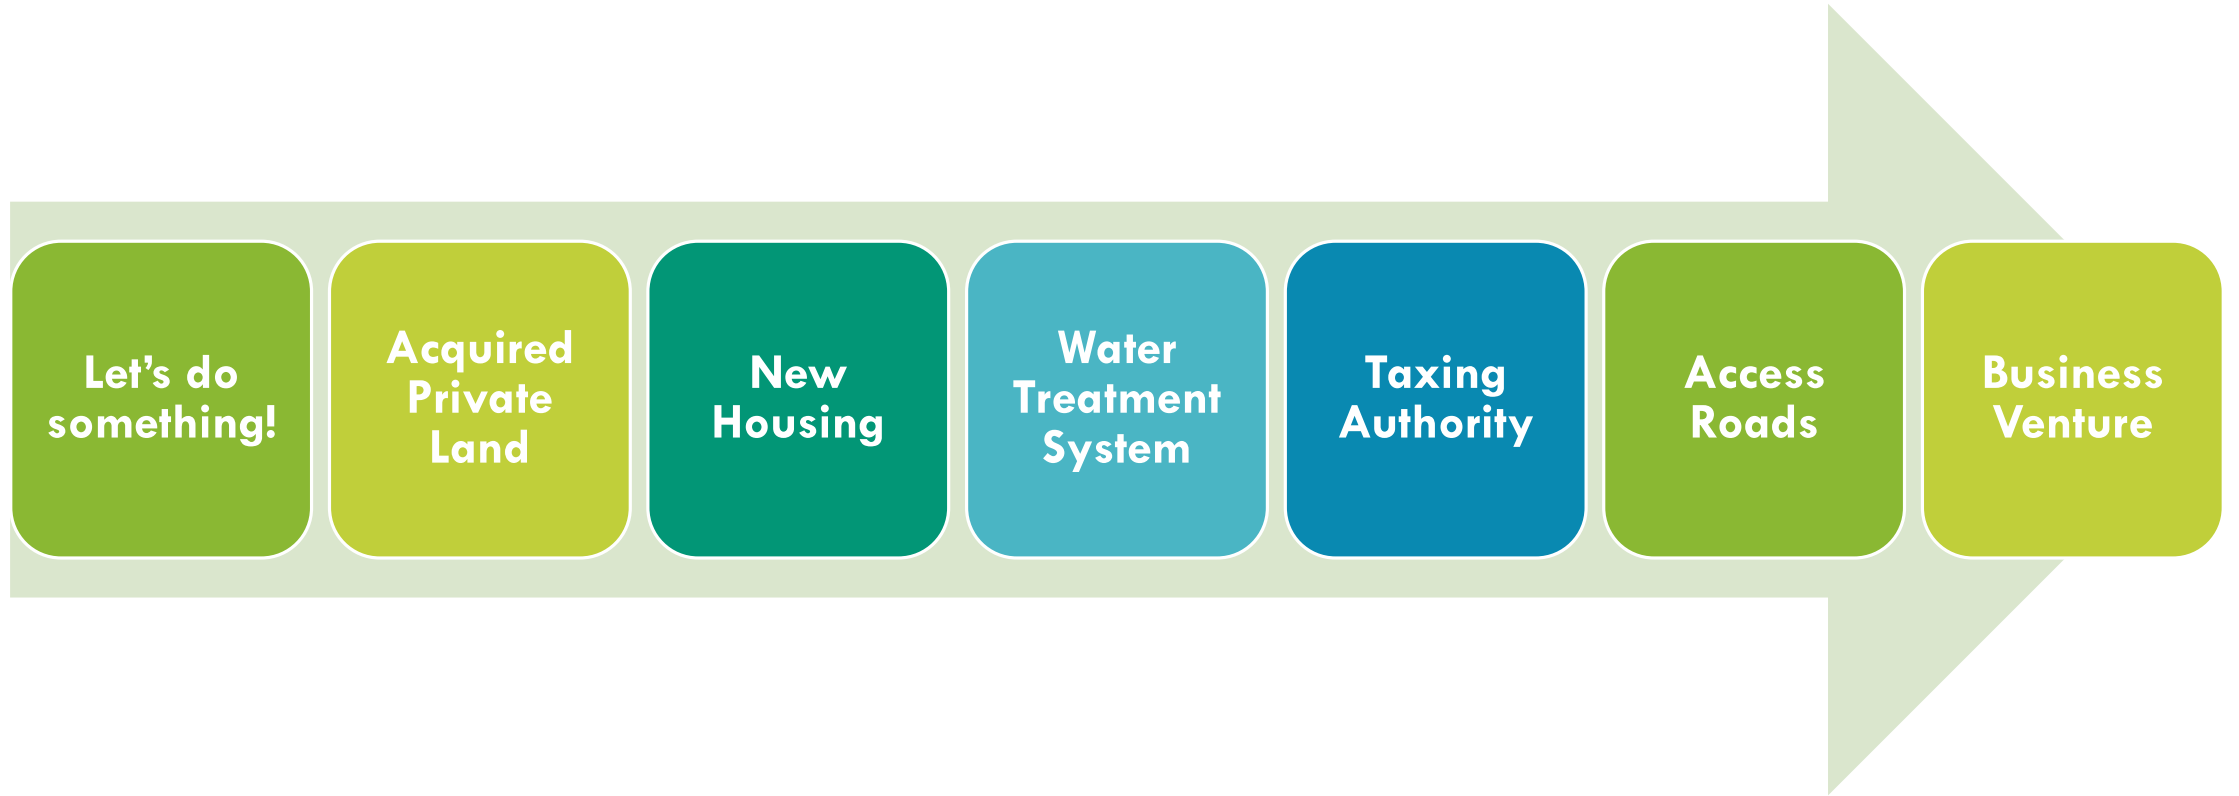 Let’s do
something!
Acquired
Private
Land
New
Housing
Water
Treatment
System
Taxing
Authority
Access
Roads
Business
Venture